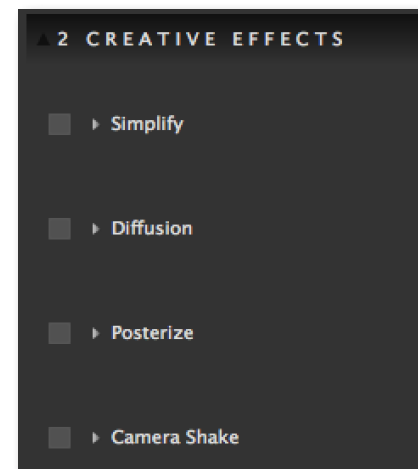 2 CREATIVE EFFECTS
Simplify
Diffusion
Posterize
Camera Shake